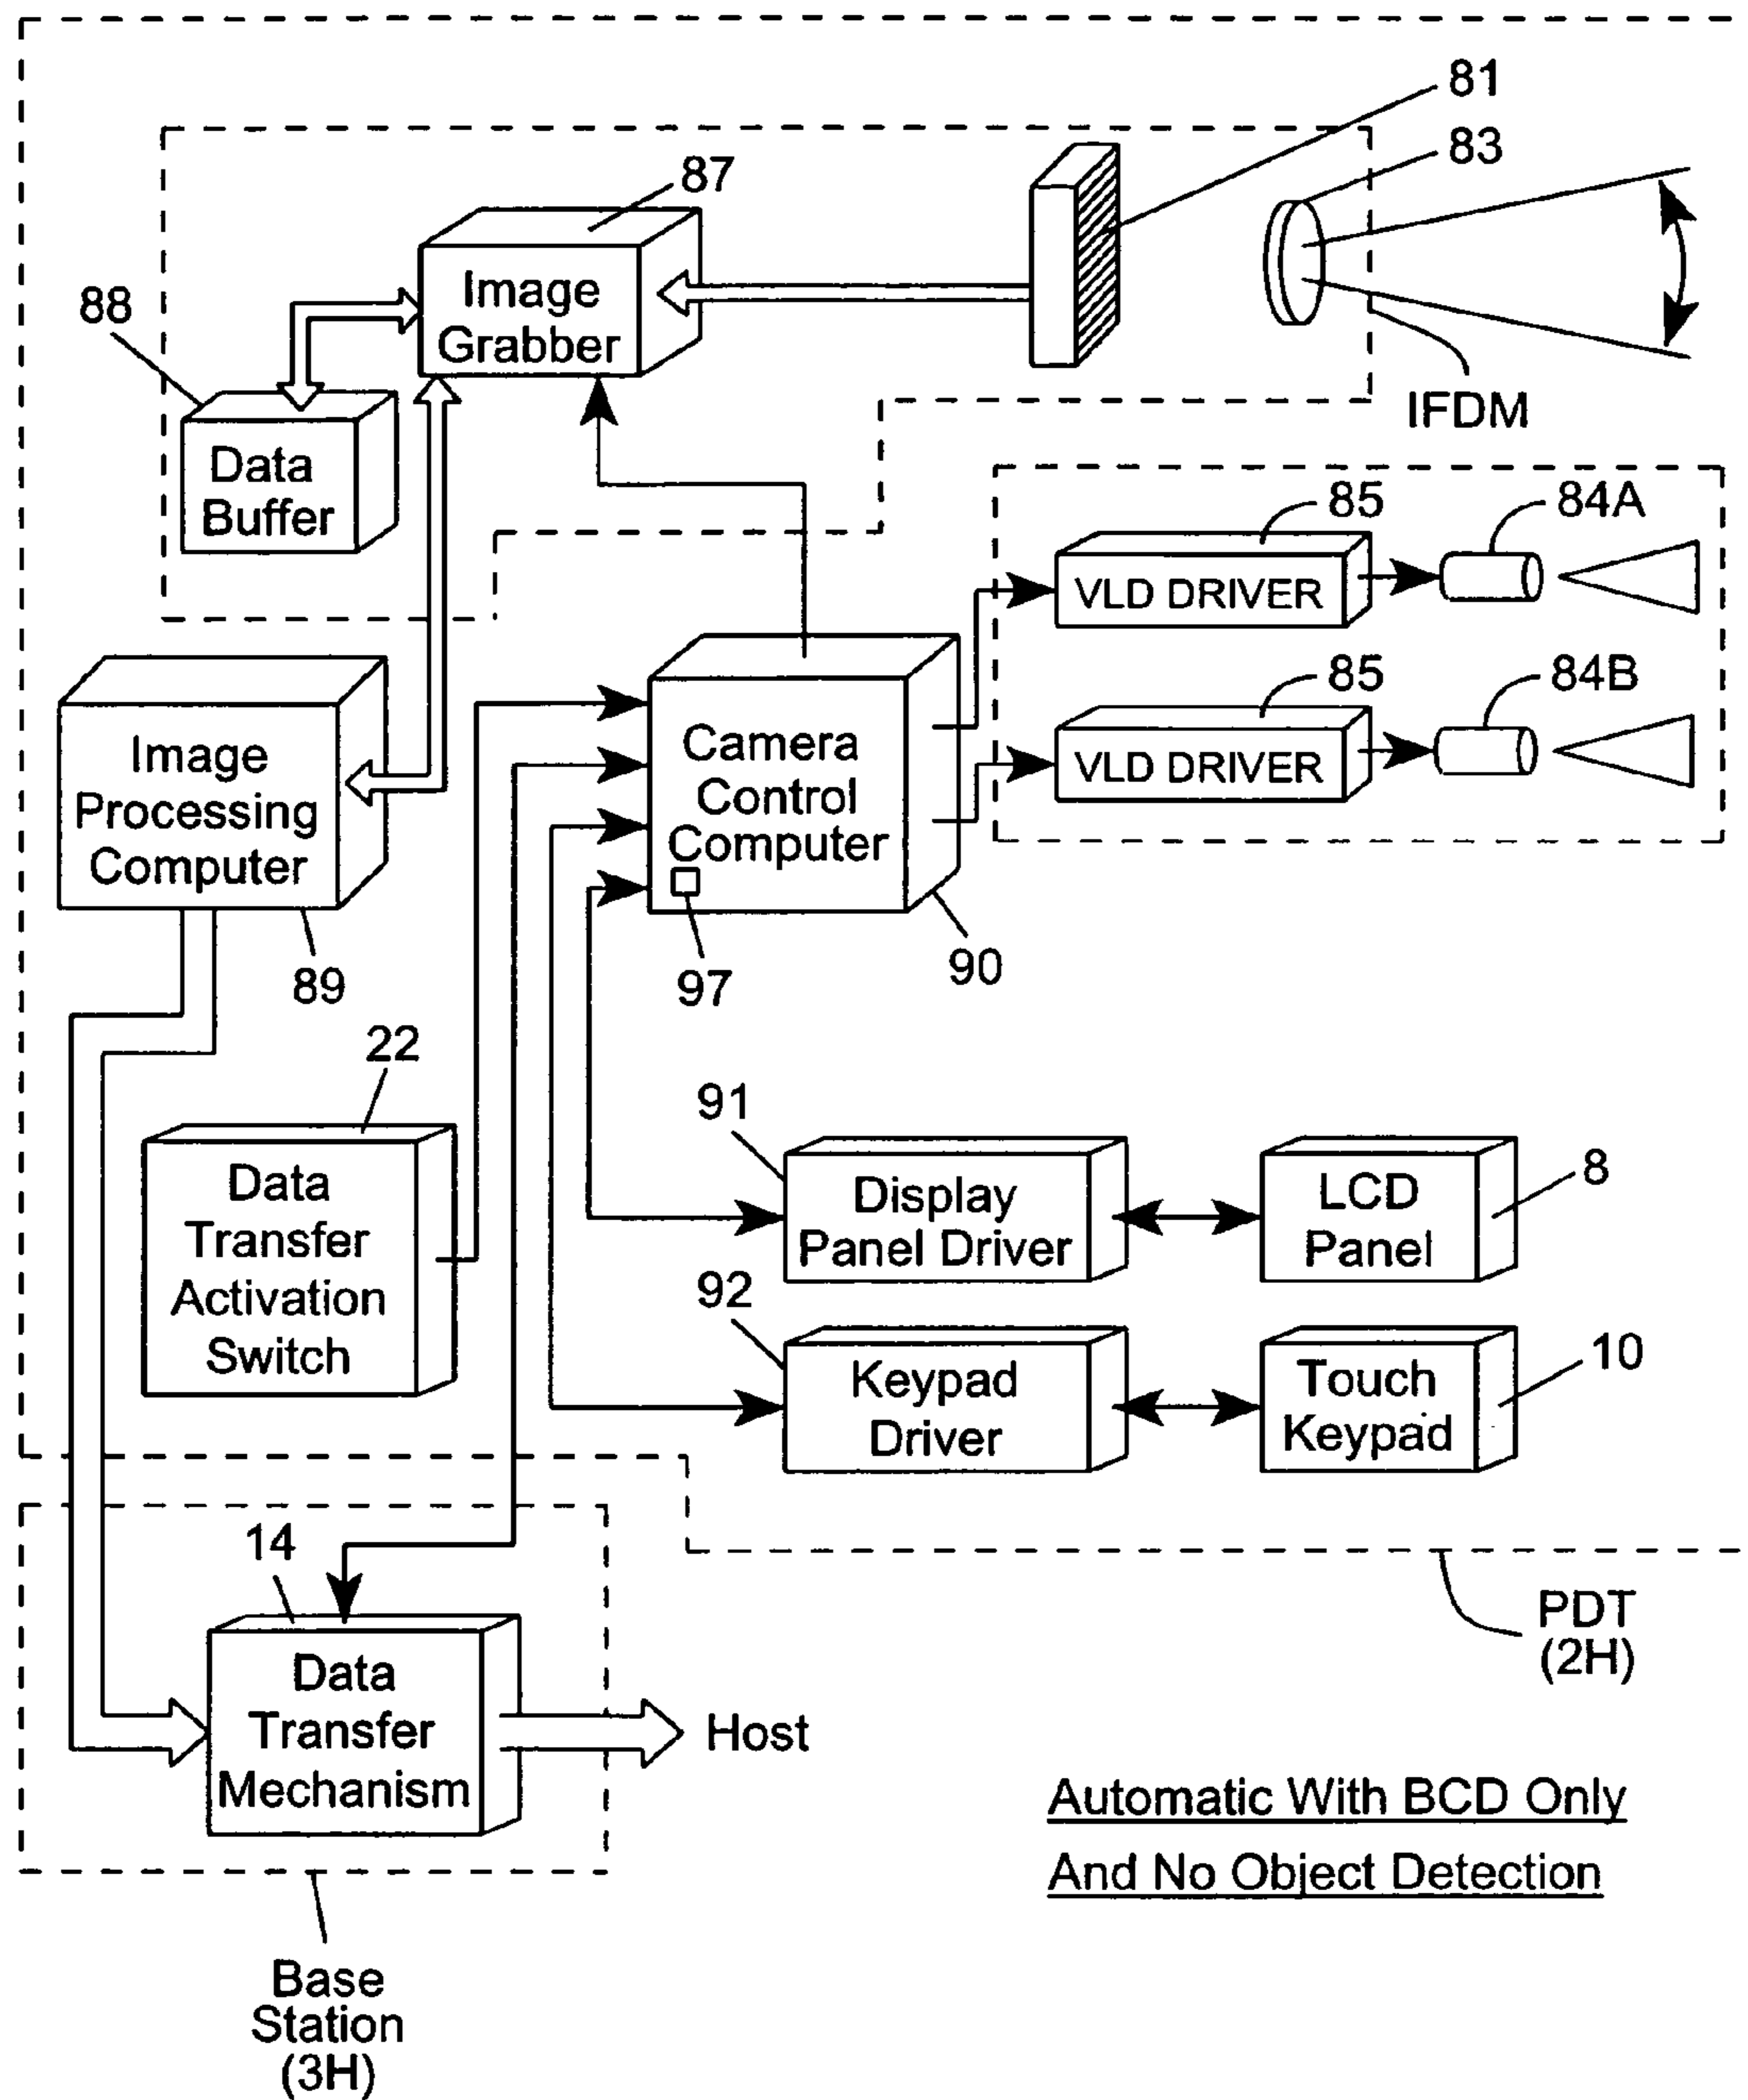 81
83
87
Image
Grabber
88
Data
Buffer
IFDM
85
84A
VLD DRIVER
85
84B
VLD DRIVER
Image
Processing
Computer
89
Camera
Control
Computer
97
90
22
Data
Transfer
Activation
Switch
91
Display
Panel Driver
LCD
Panel
8
92
Keypad
Driver
Touch
Keypad
10
14
Data
Transfer
Mechanism
Host
PDT
(2H)
Automatic With BCD Only
And No Object Detection
Base
Station
(3H)